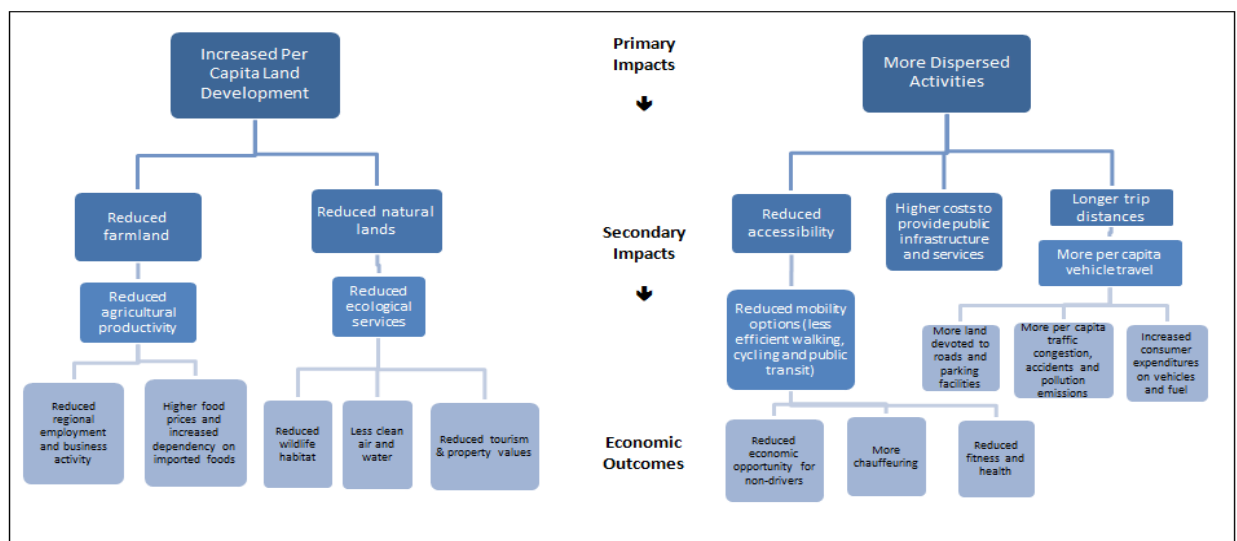 Increased Per
Capita Land
Development
Primary
Impacts
More Dispersed
Activities
Reduced
farmland
Reduced natural
lands
Secondary
Impacts
Reduced
accessibility
Higher costs to
provide public
infrastructure
and services
Longer trip
distances
More per capita
vehicle travel
Reduced
agricultural
productivity
Reduced
ecological
services
Reduced mobility
options (less
efficient walking,
cycling and public
transit)
More land
devoted to
roads and
parking
facilities
More per capita
traffic
congestion,
accidents and
pollution
emissions
Increased
consumer
expenditures
on vehicles
and fuel
Reduced
regional
employment
and business
activity
Higher food
prices and
increased
dependency on
imported foods
Reduced
wildlife
habitat
Less clean
air and
water
Reduced tourism
& property values
Economic
Outcomes
Reduced
economic
opportunity for
non-drivers
More
chauffeuring
Reduced
fitness and
health